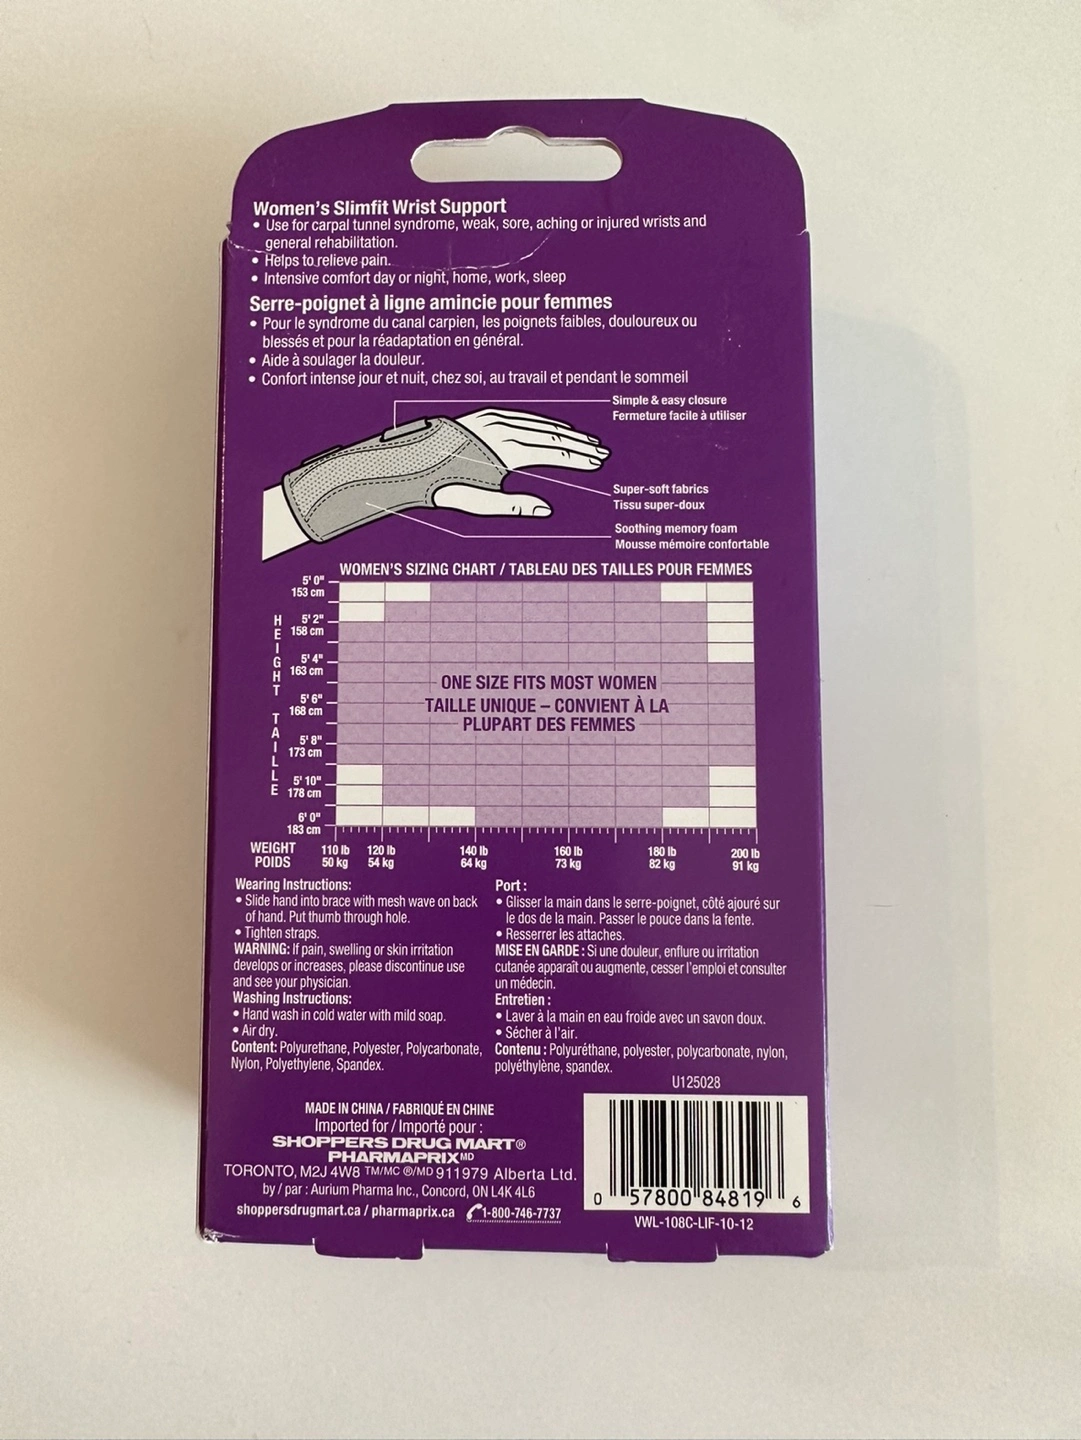 Women's Slimfit Wrist Support
• Use for carpal tunnel syndrome, weak, sore, aching or injured wrists and
general rehabilitation.
• Helps to relieve pain.
• Intensive comfort day or night, home, work, sleep
Serre-poignet à ligne amincie pour femmes
• Pour le syndrome du canal carpien, les poignets faibles, douloureux ou
blessés et pour la réadaptation en général.
• Aide à soulager la douleur.
• Confort intense jour et nuit, chez soi, au travail et pendant le sommeil
Simple & easy closure
Fermeture facile à utiliser
Super-soft fabrics
Tissu super-doux
Soothing memory foam
Mousse mémoire confortable
WOMEN'S SIZING CHART / TABLEAU DES TAILLES POUR FEMMES
HEIGHT TAILLE
5' 0"
153 cm
5' 2"
158 cm
5' 4"
163 cm
5' 6"
168 cm
5' 8"
173 cm
5' 10"
178 cm
6' 0"
183 cm
ONE SIZE FITS MOST WOMEN
TAILLE UNIQUE – CONVIENT À LA
PLUPART DES FEMMES
WEIGHT 110 lb 120 lb 140 lb 160 lb 180 lb 200 lb
POIDS 50 kg 54 kg 64 kg 73 kg 82 kg 91 kg
Wearing Instructions:
• Slide hand into brace with mesh wave on back
of hand. Put thumb through hole.
• Tighten straps.
WARNING: If pain, swelling or skin irritation
develops or increases, please discontinue use
and see your physician.
Washing Instructions:
• Hand wash in cold water with mild soap.
• Air dry.
Content: Polyurethane, Polyester, Polycarbonate,
Nylon, Polyethylene, Spandex.
Port :
• Glisser la main dans le serre-poignet, côté ajouré sur
le dos de la main. Passer le pouce dans la fente.
• Resserrer les attaches.
MISE EN GARDE : Si une douleur, enflure ou irritation
cutanée apparaît ou augmente, cesser l'emploi et consulter
un médecin.
Entretien :
• Laver à la main en eau froide avec un savon doux.
• Sécher à l'air.
Contenu : Polyuréthane, polyester, polycarbonate, nylon,
polyéthylène, spandex.
U125028
MADE IN CHINA / FABRIQUÉ EN CHINE
Imported for / Importé pour :
SHOPPERS DRUG MART®
PHARMAPRIX MD
TORONTO, M2J 4W8 TM/MC ®/MD 911979 Alberta Ltd.
by / par : Aurium Pharma Inc., Concord, ON L4K 4L6
shoppersdrugmart.ca / pharmaprix.ca 1-800-746-7737
0 57800 84819 6
VWL-108C-LIF-10-12